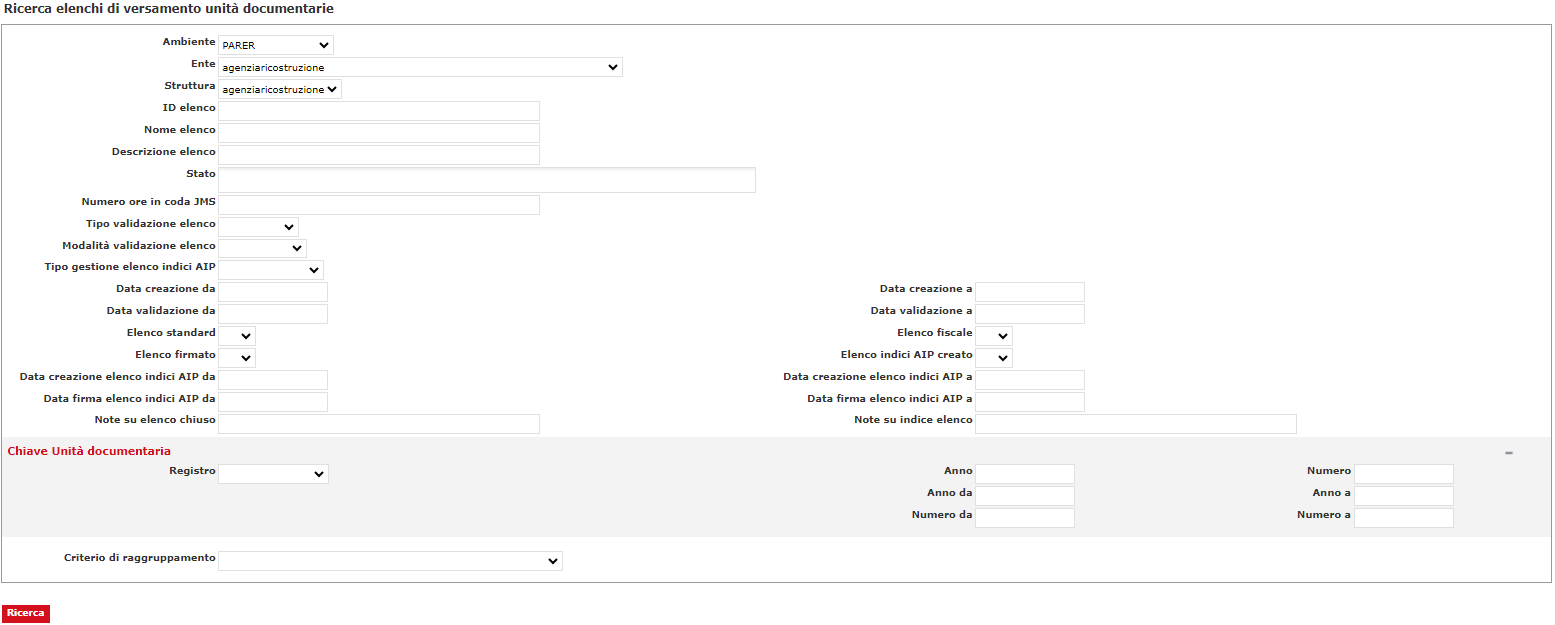 Ricerca elenchi di versamento unità documentarie
Ambiente PARER
Ente agenziaricostruzione
Struttura agenziaricostruzione
ID elenco
Nome elenco
Descrizione elenco
Stato
Numero ore in coda JMS
Tipo validazione elenco
Modalità validazione elenco
Tipo gestione elenco indici AIP
Data creazione da Data creazione a
Data validazione da Data validazione a
Elenco standard Elenco fiscale
Elenco firmato Elenco indici AIP creato
Data creazione elenco indici AIP da Data creazione elenco indici AIP a
Data firma elenco indici AIP da Data firma elenco indici AIP a
Note su elenco chiuso Note su indice elenco
Chiave Unità documentaria
Registro Anno Numero
Anno da Anno a
Numero da Numero a
Criterio di raggruppamento
Ricerca